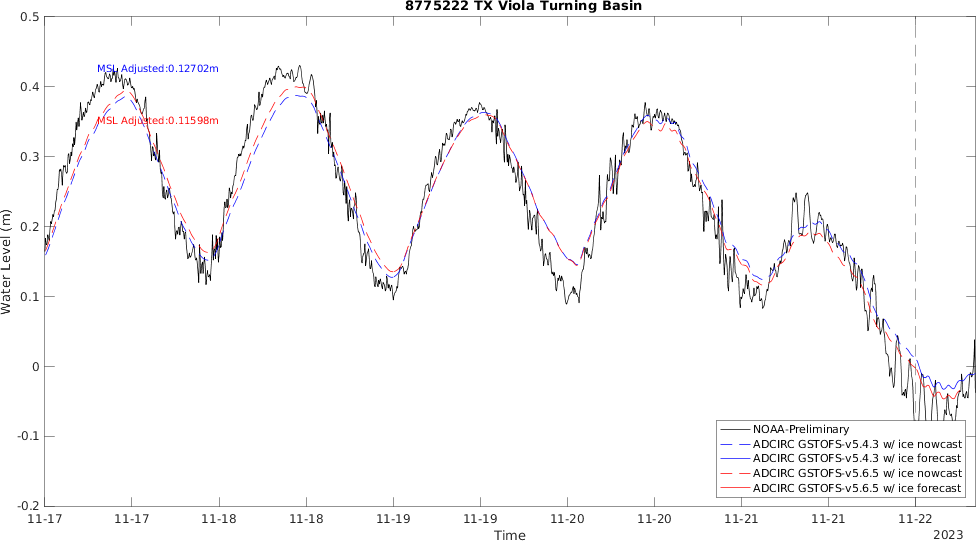 8775222 TX Viola Turning Basin
0.5
0.4
0.3
0.2
0.1
0
-0.1
-0.2
Water Level (m)
MSL Adjusted:0.12702m
MSL Adjusted:0.11598m
NOAA-Preliminary
ADCIRC GSTOFS-v5.4.3 w/ ice nowcast
ADCIRC GSTOFS-v5.4.3 w/ ice forecast
ADCIRC GSTOFS-v5.6.5 w/ ice nowcast
ADCIRC GSTOFS-v5.6.5 w/ ice forecast
11-17 11-17 11-18 11-18 11-19 11-19 11-20 11-20 11-21 11-21 11-22
2023
Time